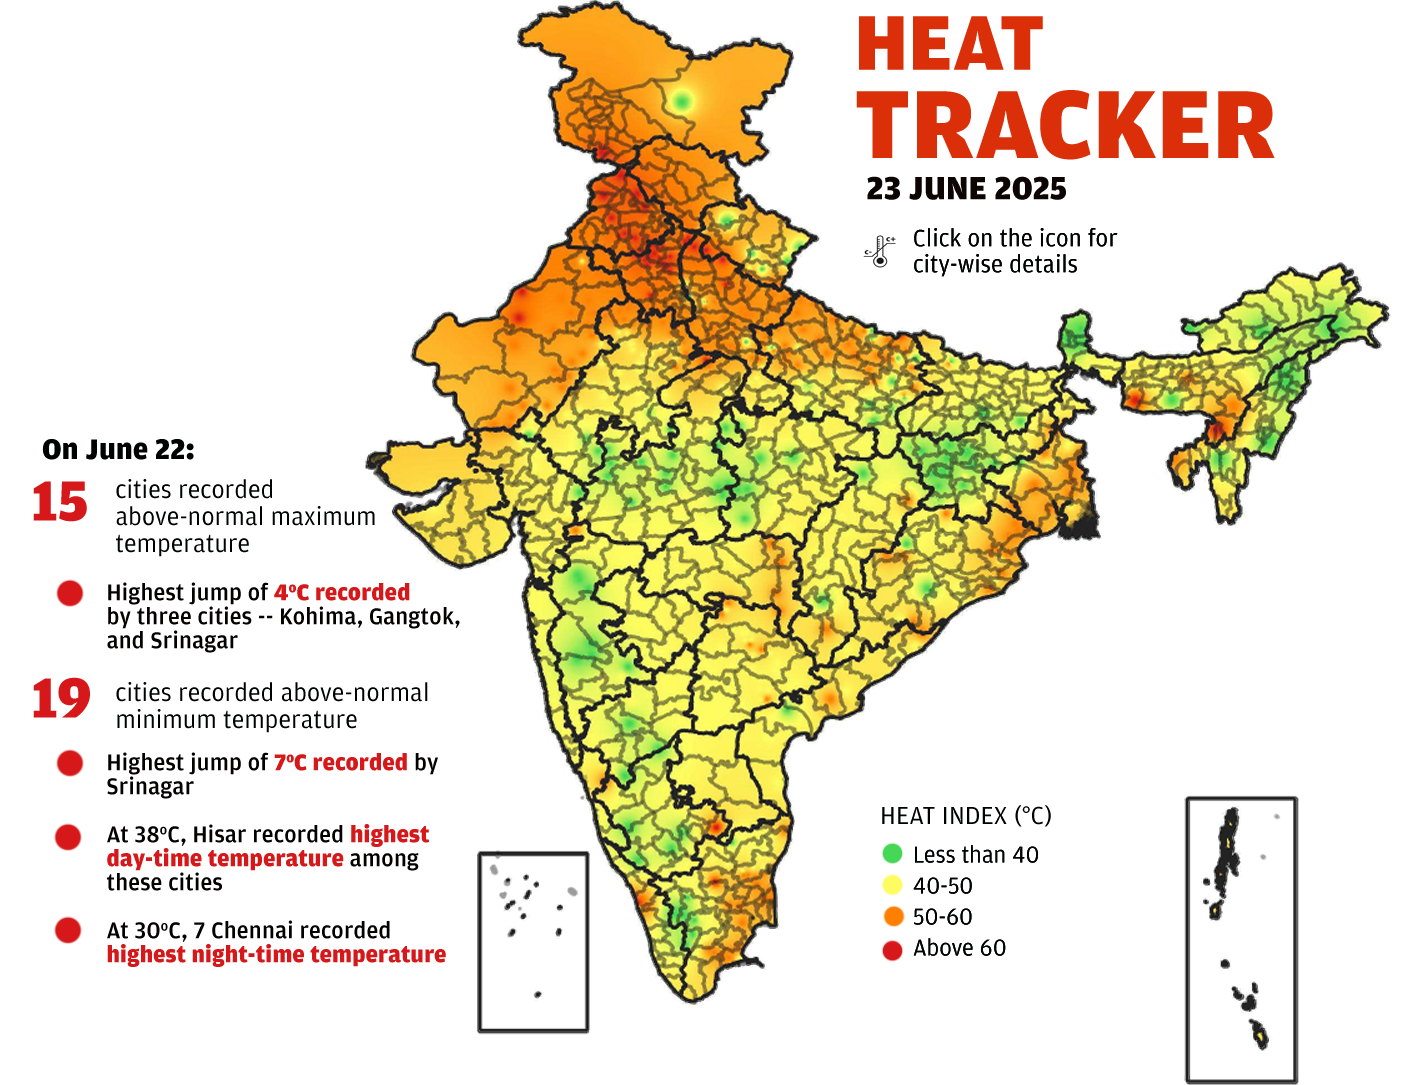 HEAT
TRACKER
23 JUNE 2025
Click on the icon for
city-wise details
C+
C-
On June 22:
15
cities recorded
above-normal maximum
temperature
Highest jump of 4ºC recorded
by three cities -- Kohima, Gangtok,
and Srinagar
19
cities recorded above-normal
minimum temperature
Highest jump of 7ºC recorded by
Srinagar
At 38ºC, Hisar recorded highest
day-time temperature among
these cities
At 30ºC, 7 Chennai recorded
highest night-time temperature
HEAT INDEX (°C)
Less than 40
40-50
50-60
Above 60